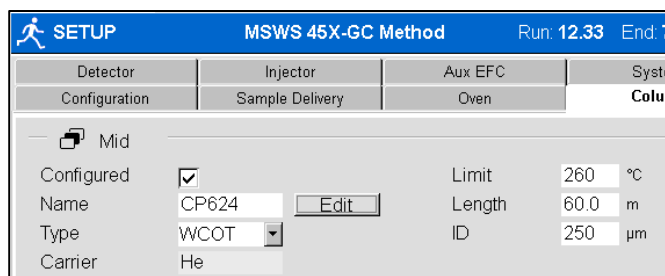 SETUP MSWS 45X-GC Method Run: 12.33 End:
Detector Injector Aux EFC
Configuration Sample Delivery Oven
Mid
Configured Limit 260 °C
Name CP624 Edit Length 60.0 m
Type WCOT ID 250 µm
Carrier He